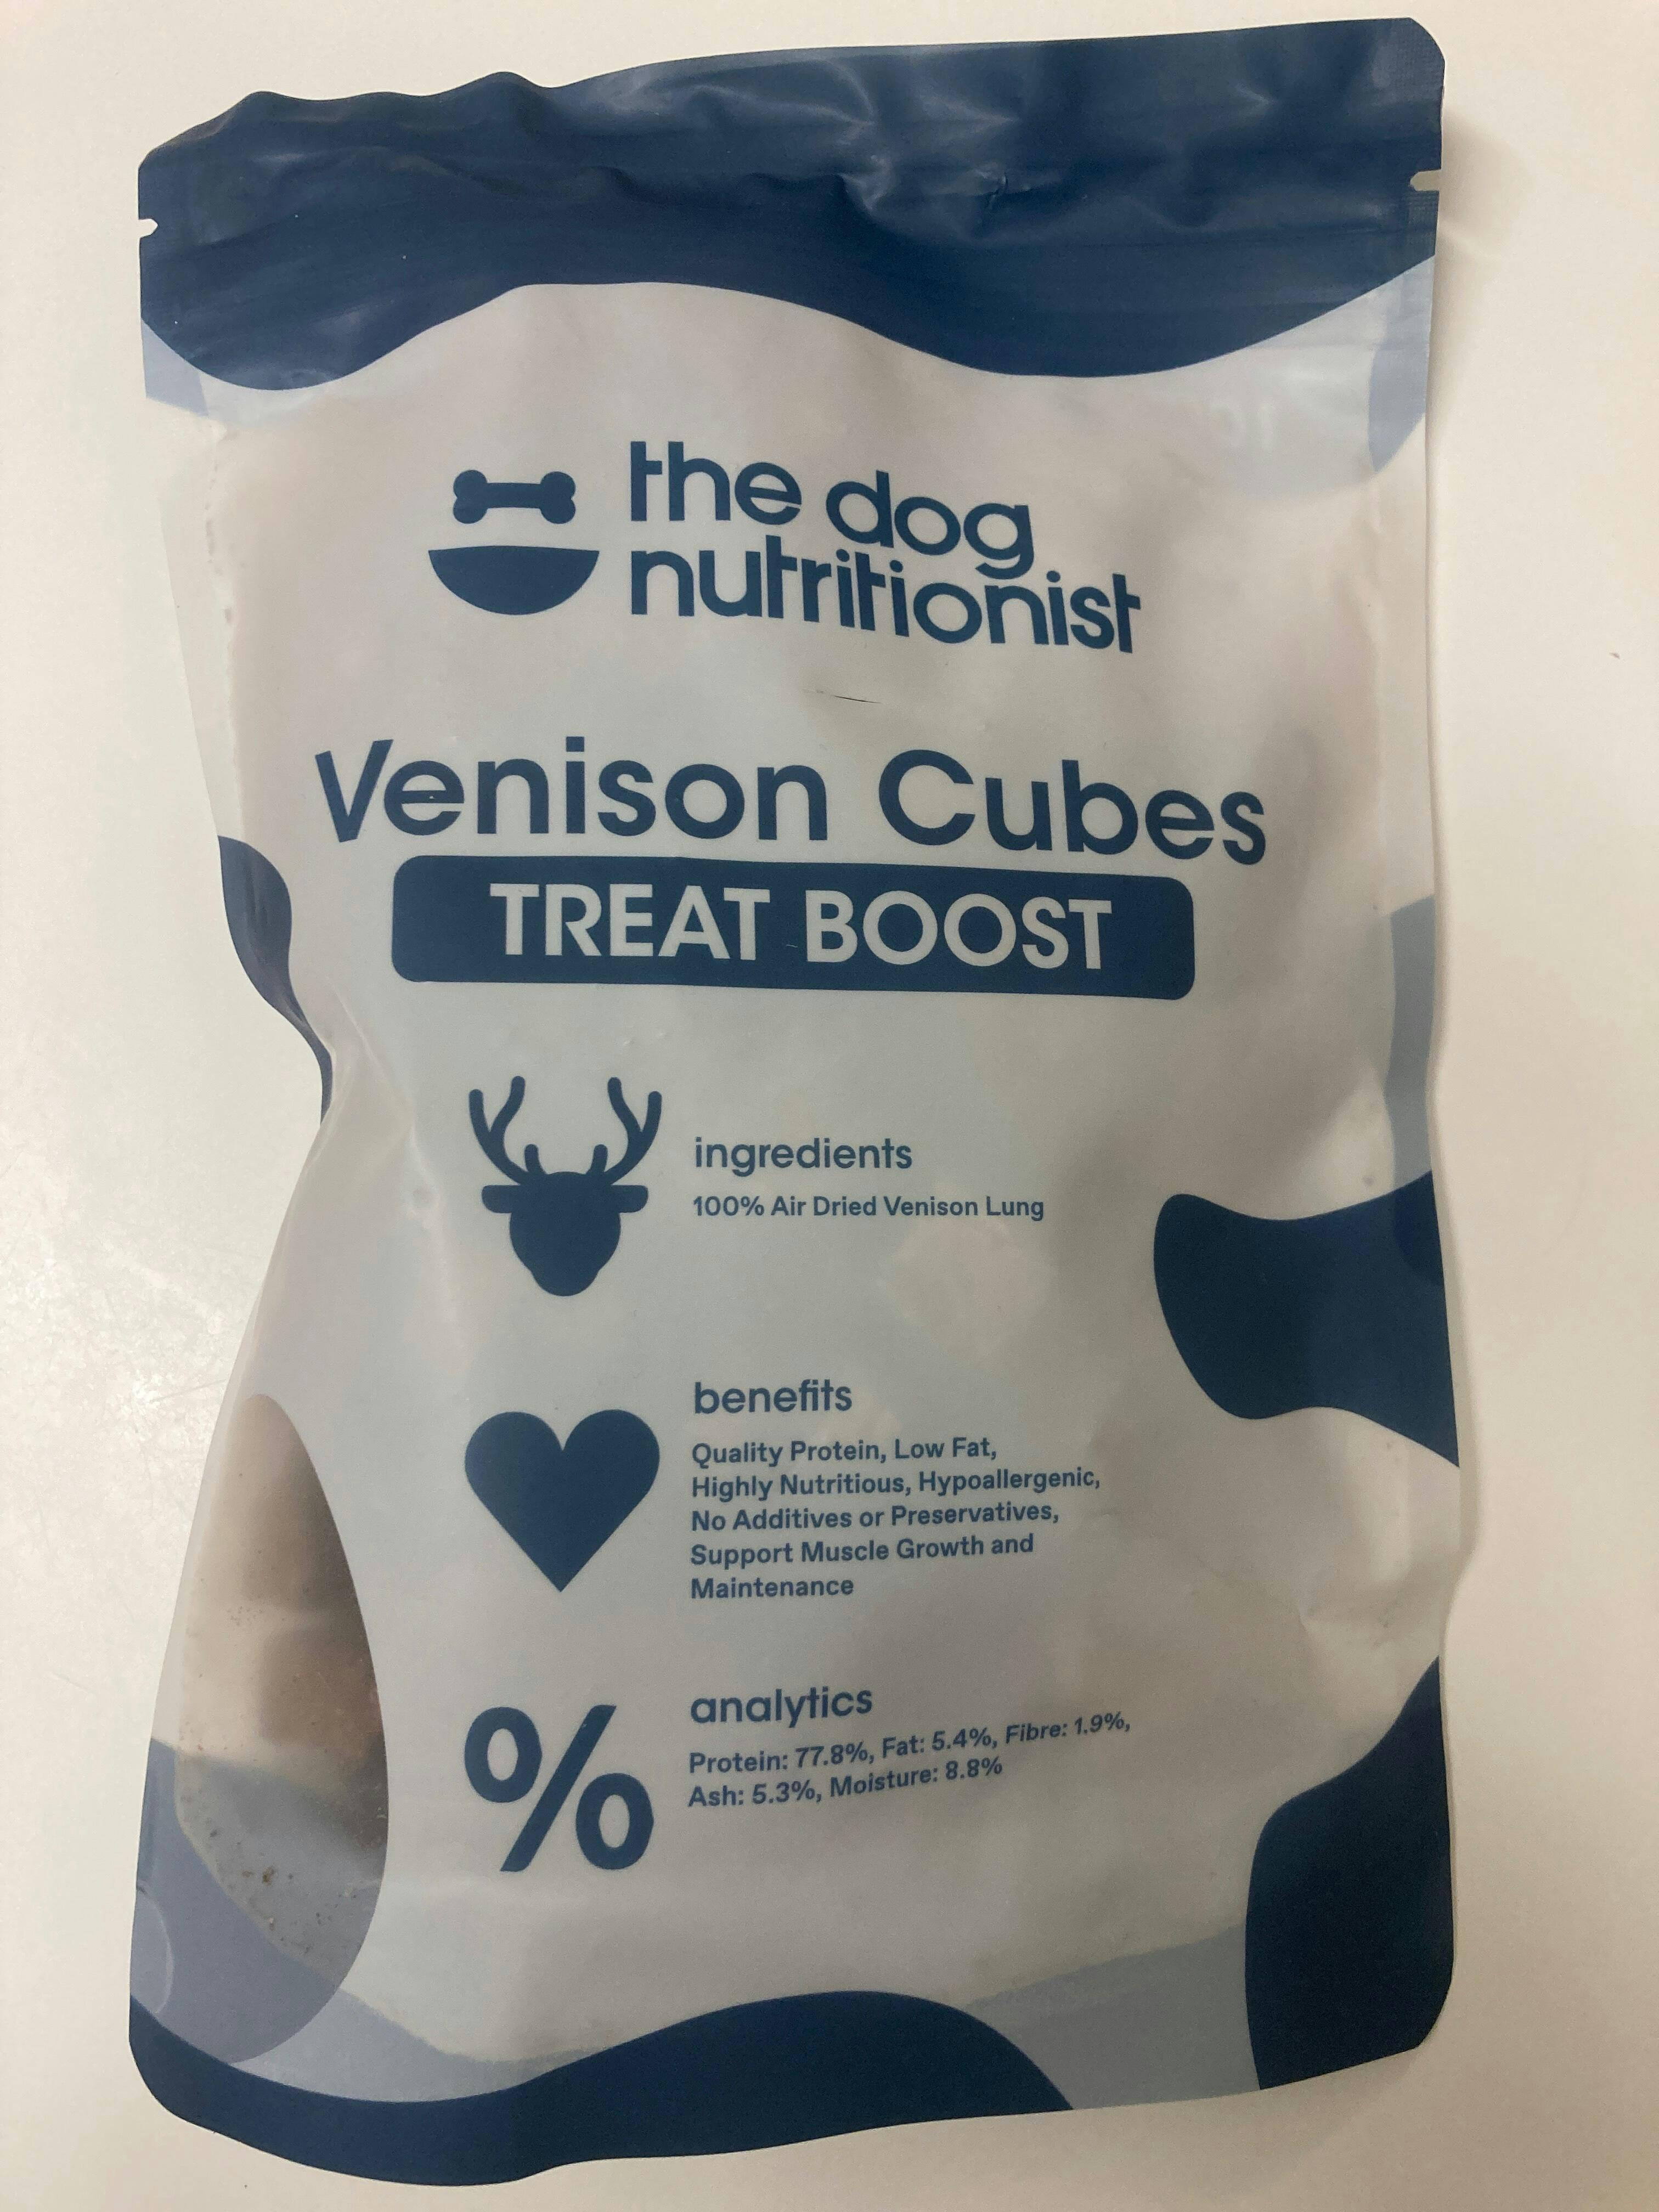 the dog
nutritionist
Venison Cubes
TREAT BOOST
ingredients
100% Air Dried Venison Lung
benefits
Quality Protein, Low Fat,
Highly Nutritious, Hypoallergenic,
No Additives or Preservatives,
Support Muscle Growth and
Maintenance
%
analytics
Protein: 77.8%, Fat: 5.4%, Fibre: 1.9%,
Ash: 5.3%, Moisture: 8.8%